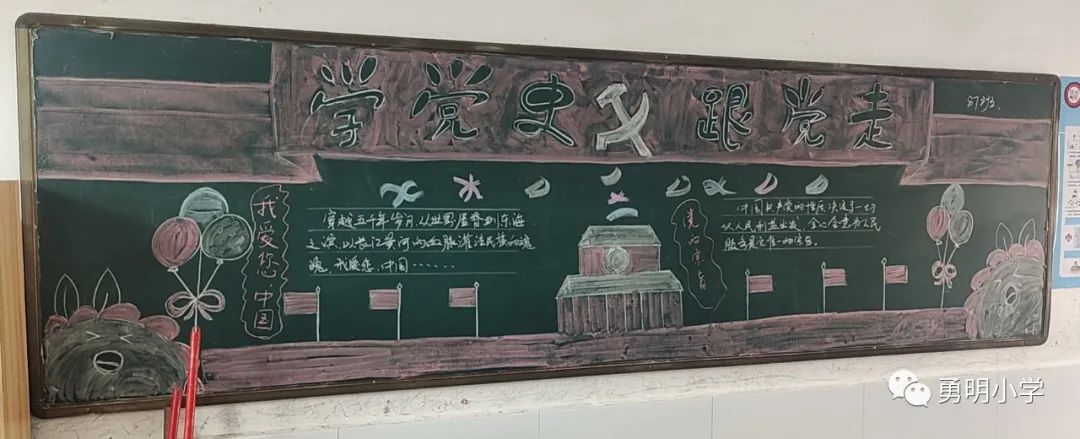 学党史 跟党走
87班.
我爱您,中国
穿越五千年岁月,从世界屋脊到东海
之滨,以长江黄河的血脉灌注民族的魂
魄,我爱您,中国······
党的宗旨
中国共产党的性质决定了一切
从人民利益出发,全心全意为人民
服务是它唯一的宗旨。
勇明小学